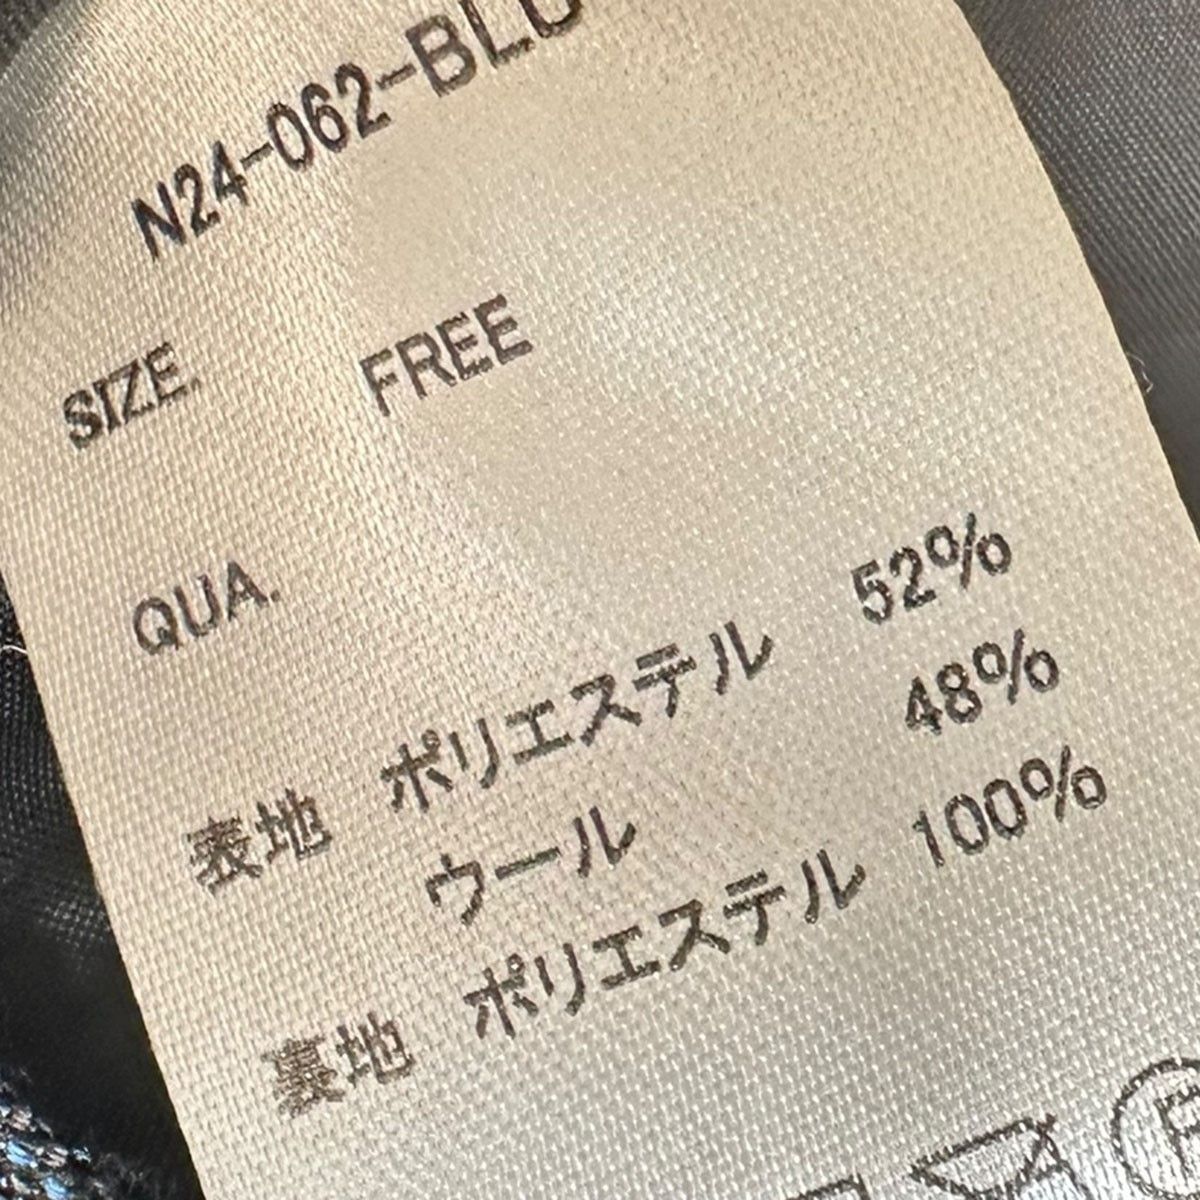 N24-062-BLU
SIZE. FREE
QUA.
表地 ポリエステル 52%
ウール 48%
裏地 ポリエステル 100%